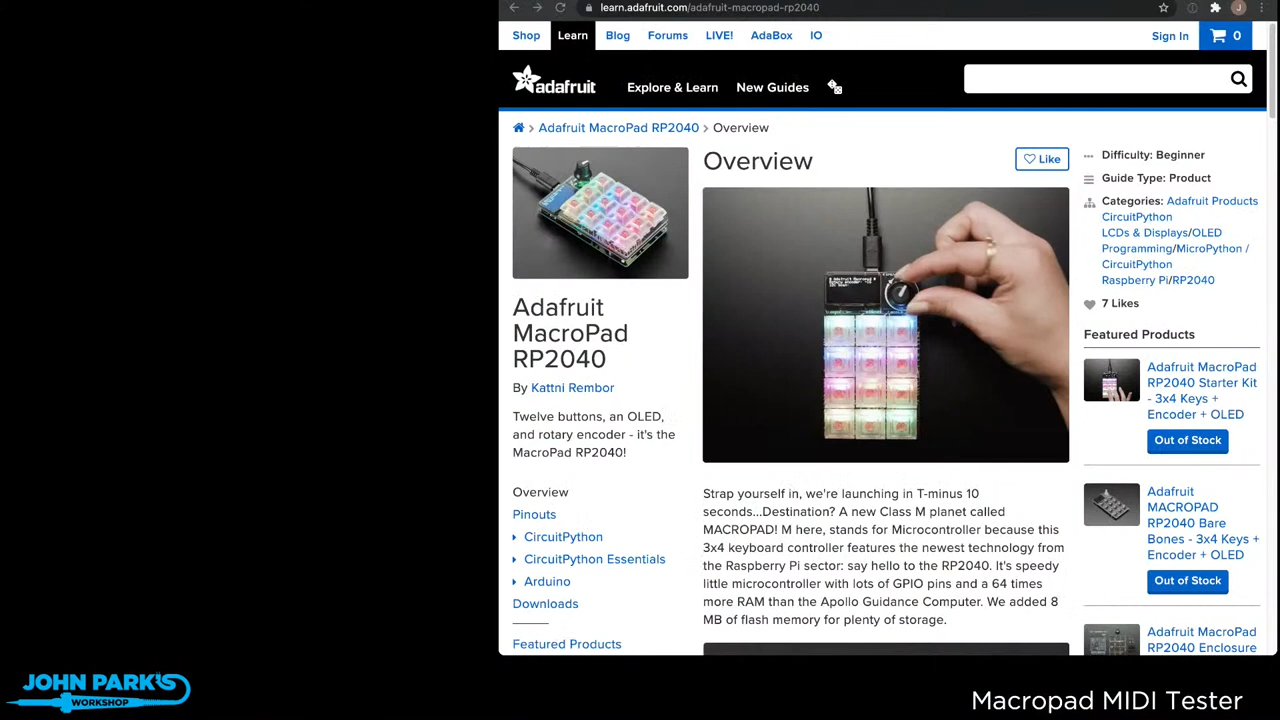 learn.adafruit.com/adafruit-macropad-rp2040
Shop Learn Blog Forums LIVE! AdaBox IO Sign In 0
adafruit Explore & Learn New Guides
Adafruit MacroPad RP2040 Overview
Adafruit
MacroPad
RP2040
By Kattni Rembor
Twelve buttons, an OLED,
and rotary encoder - it's the
MacroPad RP2040!
Overview
Pinouts
CircuitPython
CircuitPython Essentials
Arduino
Downloads
Featured Products
Overview
Like
Strap yourself in, we're launching in T-minus 10
seconds...Destination? A new Class M planet called
MACROPAD! M here, stands for Microcontroller because this
3x4 keyboard controller features the newest technology from
the Raspberry Pi sector: say hello to the RP2040. It's speedy
little microcontroller with lots of GPIO pins and a 64 times
more RAM than the Apollo Guidance Computer. We added 8
MB of flash memory for plenty of storage.
Difficulty: Beginner
Guide Type: Product
Categories: Adafruit Products
CircuitPython
LCDs & Displays/OLED
Programming/MicroPython /
CircuitPython
Raspberry Pi/RP2040
7 Likes
Featured Products
Adafruit MacroPad
RP2040 Starter Kit
- 3x4 Keys +
Encoder + OLED
Out of Stock
Adafruit
MACROPAD
RP2040 Bare
Bones - 3x4 Keys +
Encoder + OLED
Out of Stock
Adafruit MacroPad
RP2040 Enclosure
JOHN PARK'S
WORKSHOP
Macropad MIDI Tester